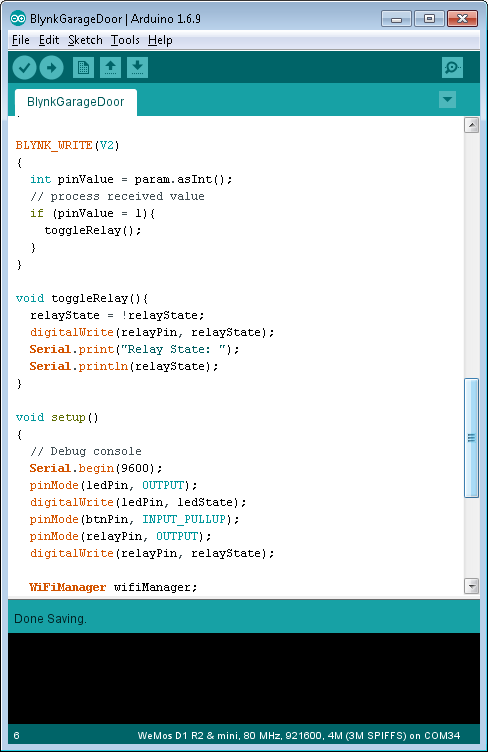 BlynkGarageDoor | Arduino 1.6.9
File Edit Sketch Tools Help
BlynkGarageDoor
BLYNK_WRITE(V2)
{
  int pinValue = param.asInt();
  // process received value
  if (pinValue = 1){
    toggleRelay();
  }
}
void toggleRelay(){
  relayState = !relayState;
  digitalWrite(relayPin, relayState);
  Serial.print("Relay State: ");
  Serial.println(relayState);
}
void setup()
{
  // Debug console
  Serial.begin(9600);
  pinMode(ledPin, OUTPUT);
  digitalWrite(ledPin, ledState);
  pinMode(btnPin, INPUT_PULLUP);
  pinMode(relayPin, OUTPUT);
  digitalWrite(relayPin, relayState);
  WiFiManager wifiManager;
Done Saving.
6 WeMos D1 R2 & mini, 80 MHz, 921600, 4M (3M SPIFFS) on COM34